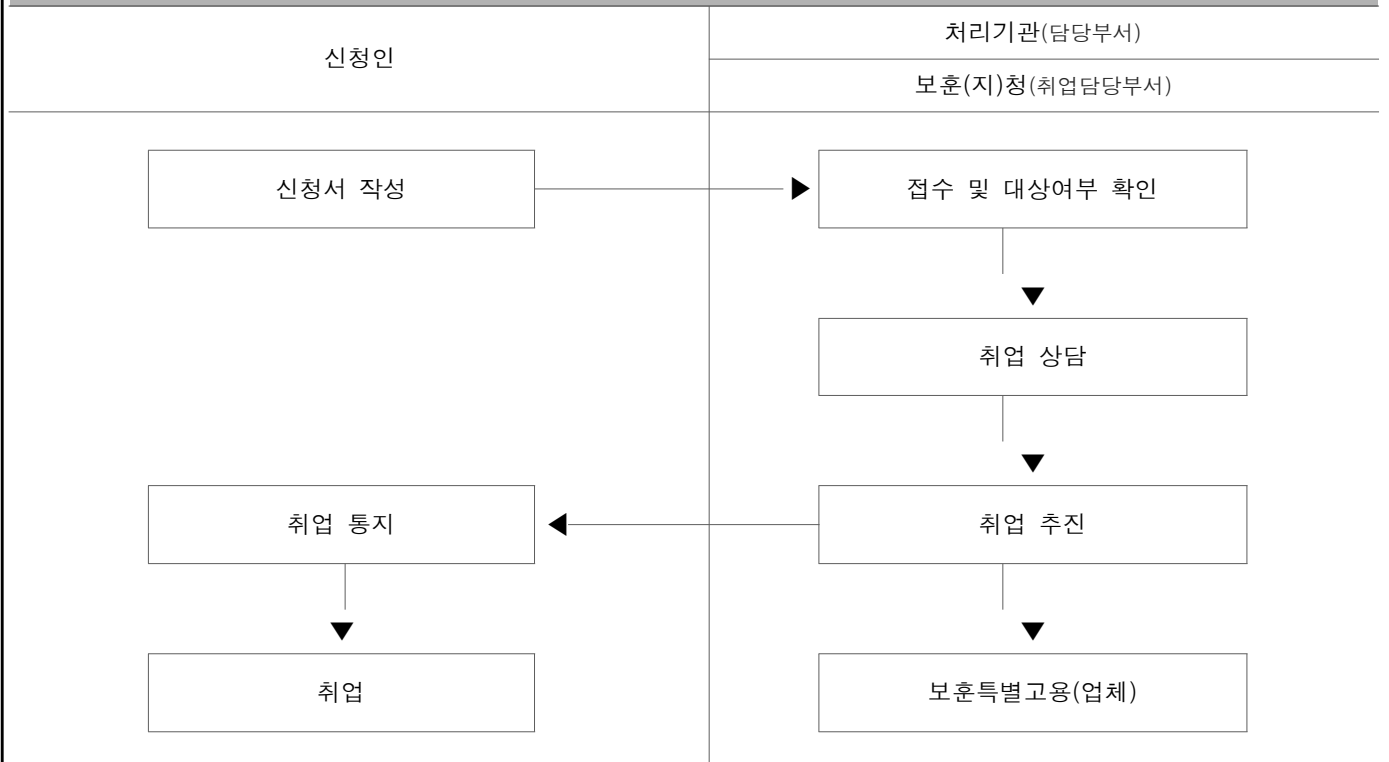 신청인
처리기관(담당부서)
보훈(지)청(취업담당부서)
신청서 작성
접수 및 대상여부 확인
취업 상담
취업 통지
취업 추진
취업
보훈특별고용(업체)